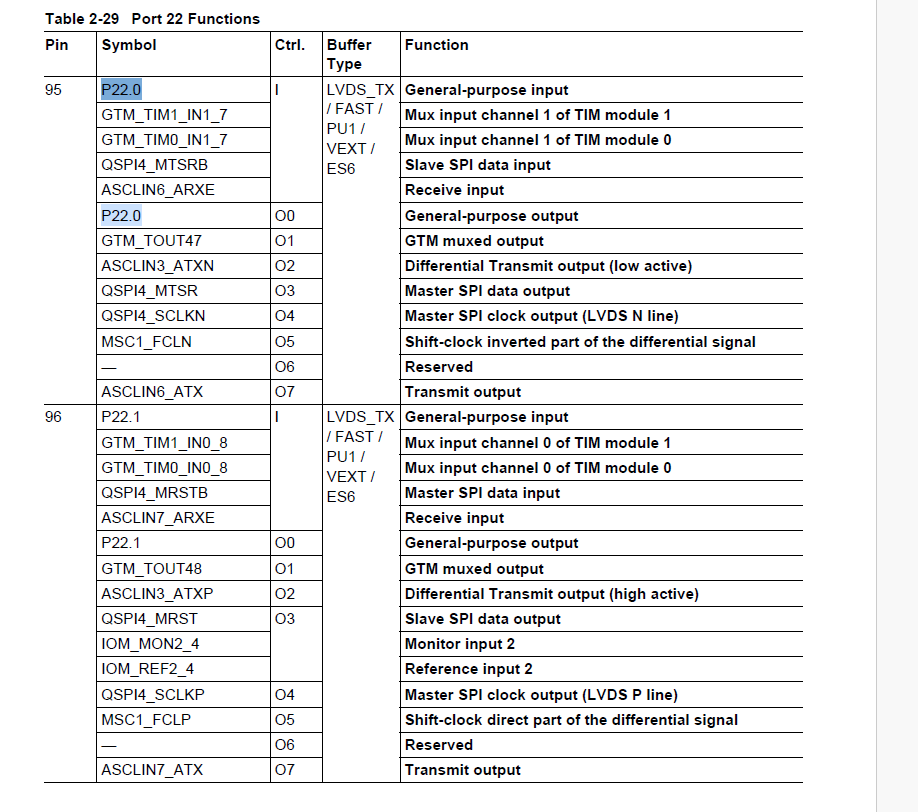 Table 2-29 Port 22 Functions
Pin Symbol Ctrl. Buffer Type Function
95 P22.0 I LVDS_TX General-purpose input
/ FAST /
GTM_TIM1_IN1_7 Mux input channel 1 of TIM module 1
PU1 /
GTM_TIM0_IN1_7 Mux input channel 1 of TIM module 0
VEXT /
QSPI4_MTSRB Slave SPI data input
ES6
ASCLIN6_ARXE Receive input
P22.0 O0 General-purpose output
GTM_TOUT47 O1 GTM muxed output
ASCLIN3_ATXN O2 Differential Transmit output (low active)
QSPI4_MTSR O3 Master SPI data output
QSPI4_SCLKN O4 Master SPI clock output (LVDS N line)
MSC1_FCLN O5 Shift-clock inverted part of the differential signal
— O6 Reserved
ASCLIN6_ATX O7 Transmit output
96 P22.1 I LVDS_TX General-purpose input
/ FAST /
GTM_TIM1_IN0_8 Mux input channel 0 of TIM module 1
PU1 /
GTM_TIM0_IN0_8 Mux input channel 0 of TIM module 0
VEXT /
QSPI4_MRSTB Master SPI data input
ES6
ASCLIN7_ARXE Receive input
P22.1 O0 General-purpose output
GTM_TOUT48 O1 GTM muxed output
ASCLIN3_ATXP O2 Differential Transmit output (high active)
QSPI4_MRST O3 Slave SPI data output
IOM_MON2_4 Monitor input 2
IOM_REF2_4 Reference input 2
QSPI4_SCLKP O4 Master SPI clock output (LVDS P line)
MSC1_FCLP O5 Shift-clock direct part of the differential signal
— O6 Reserved
ASCLIN7_ATX O7 Transmit output